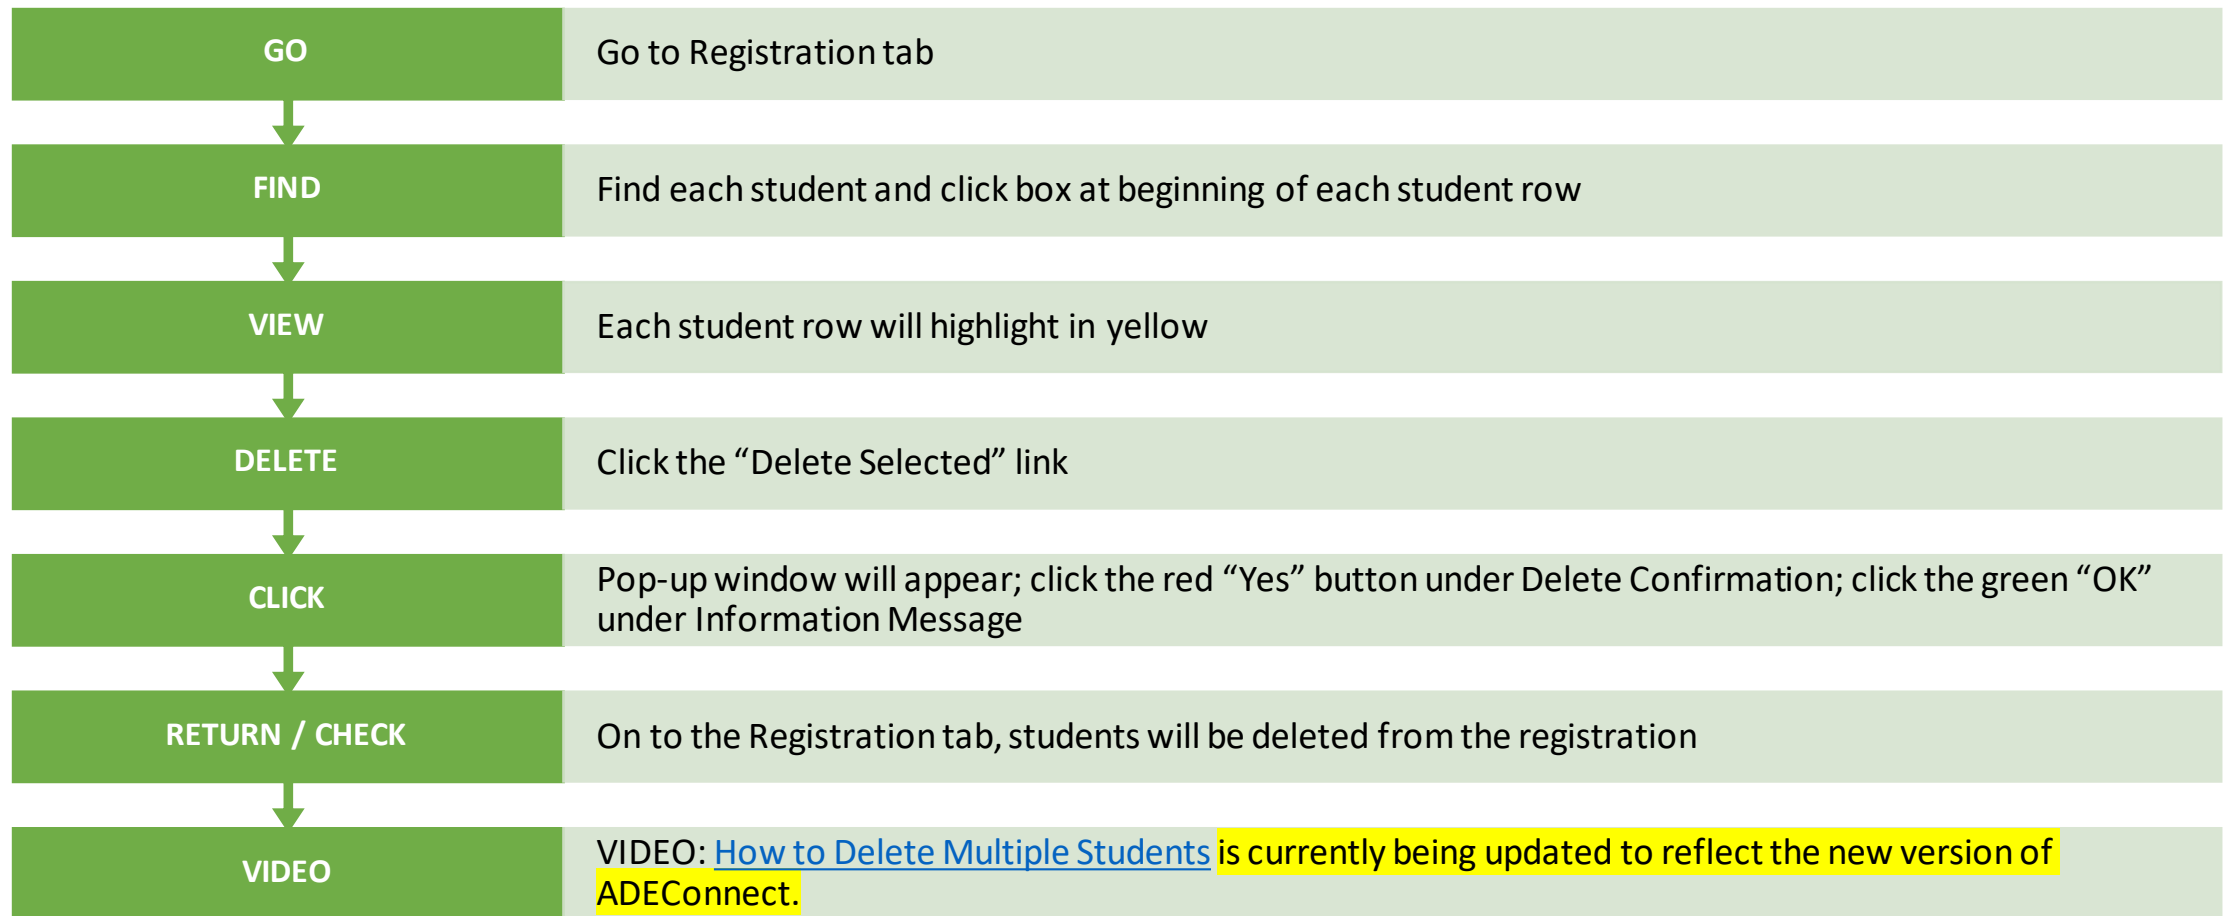 GO
Go to Registration tab
FIND
Find each student and click box at beginning of each student row
VIEW
Each student row will highlight in yellow
DELETE
Click the “Delete Selected” link
CLICK
Pop-up window will appear; click the red “Yes” button under Delete Confirmation; click the green “OK”
under Information Message
RETURN / CHECK
On to the Registration tab, students will be deleted from the registration
VIDEO
VIDEO: How to Delete Multiple Students is currently being updated to reflect the new version of
ADEConnect.